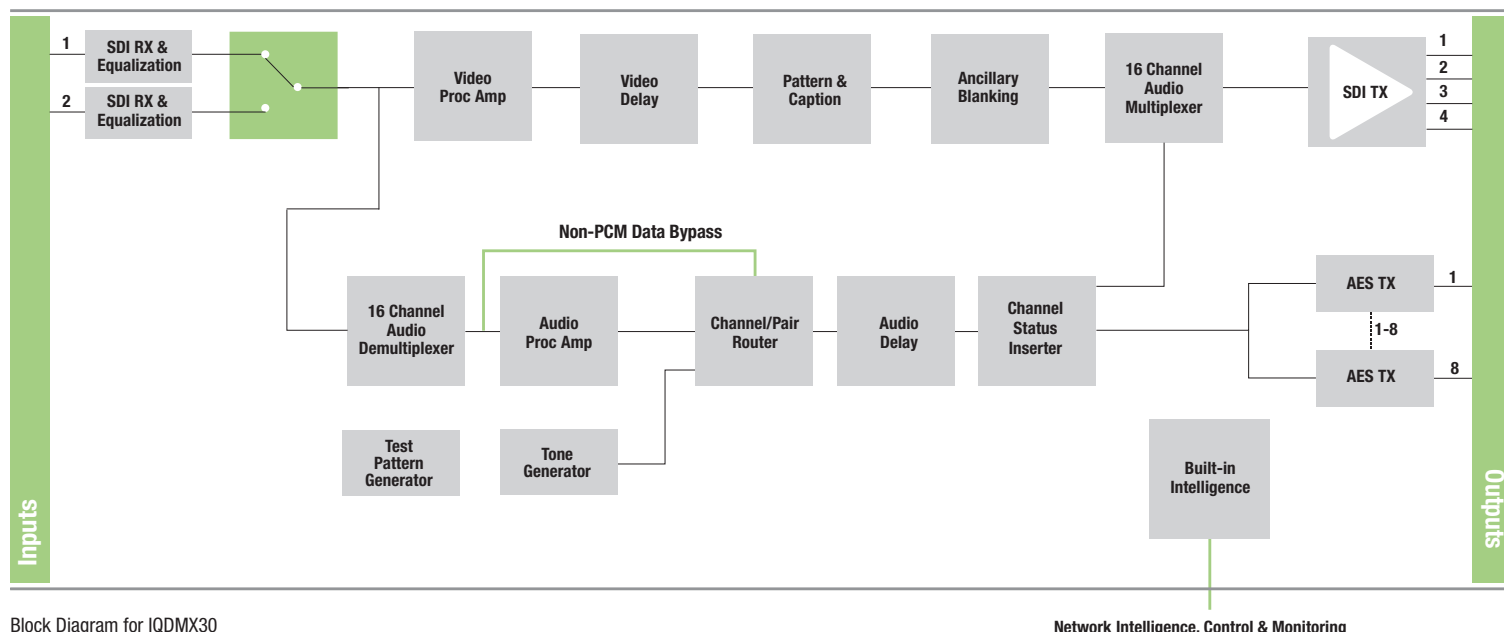 1
SDI RX &
Equalization
2
SDI RX &
Equalization
Video
Proc Amp
Video
Delay
Pattern &
Caption
Ancillary
Blanking
16 Channel
Audio
Multiplexer
SDI TX
1
2
3
4
Non-PCM Data Bypass
16 Channel
Audio
Demultiplexer
Audio
Proc Amp
Channel/Pair
Router
Audio
Delay
Channel
Status
Inserter
AES TX
1
1-8
AES TX
8
Test
Pattern
Generator
Tone
Generator
Built-in
Intelligence
Inputs
Outputs
Block Diagram for IQDMX30
Network Intelligence, Control & Monitoring